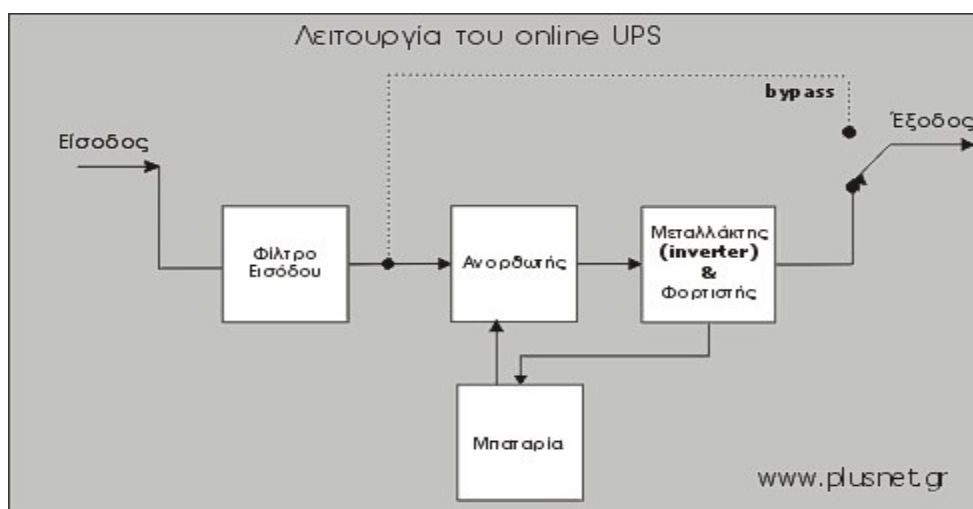 Λειτουργία του online UPS
bypass
Είσοδος
Έξοδος
Φίλτρο
Εισόδου
Ανορθωτής
Μεταλλάκτης
(inverter)
&
Φορτιστής
Μπαταρία
www.plusnet.gr